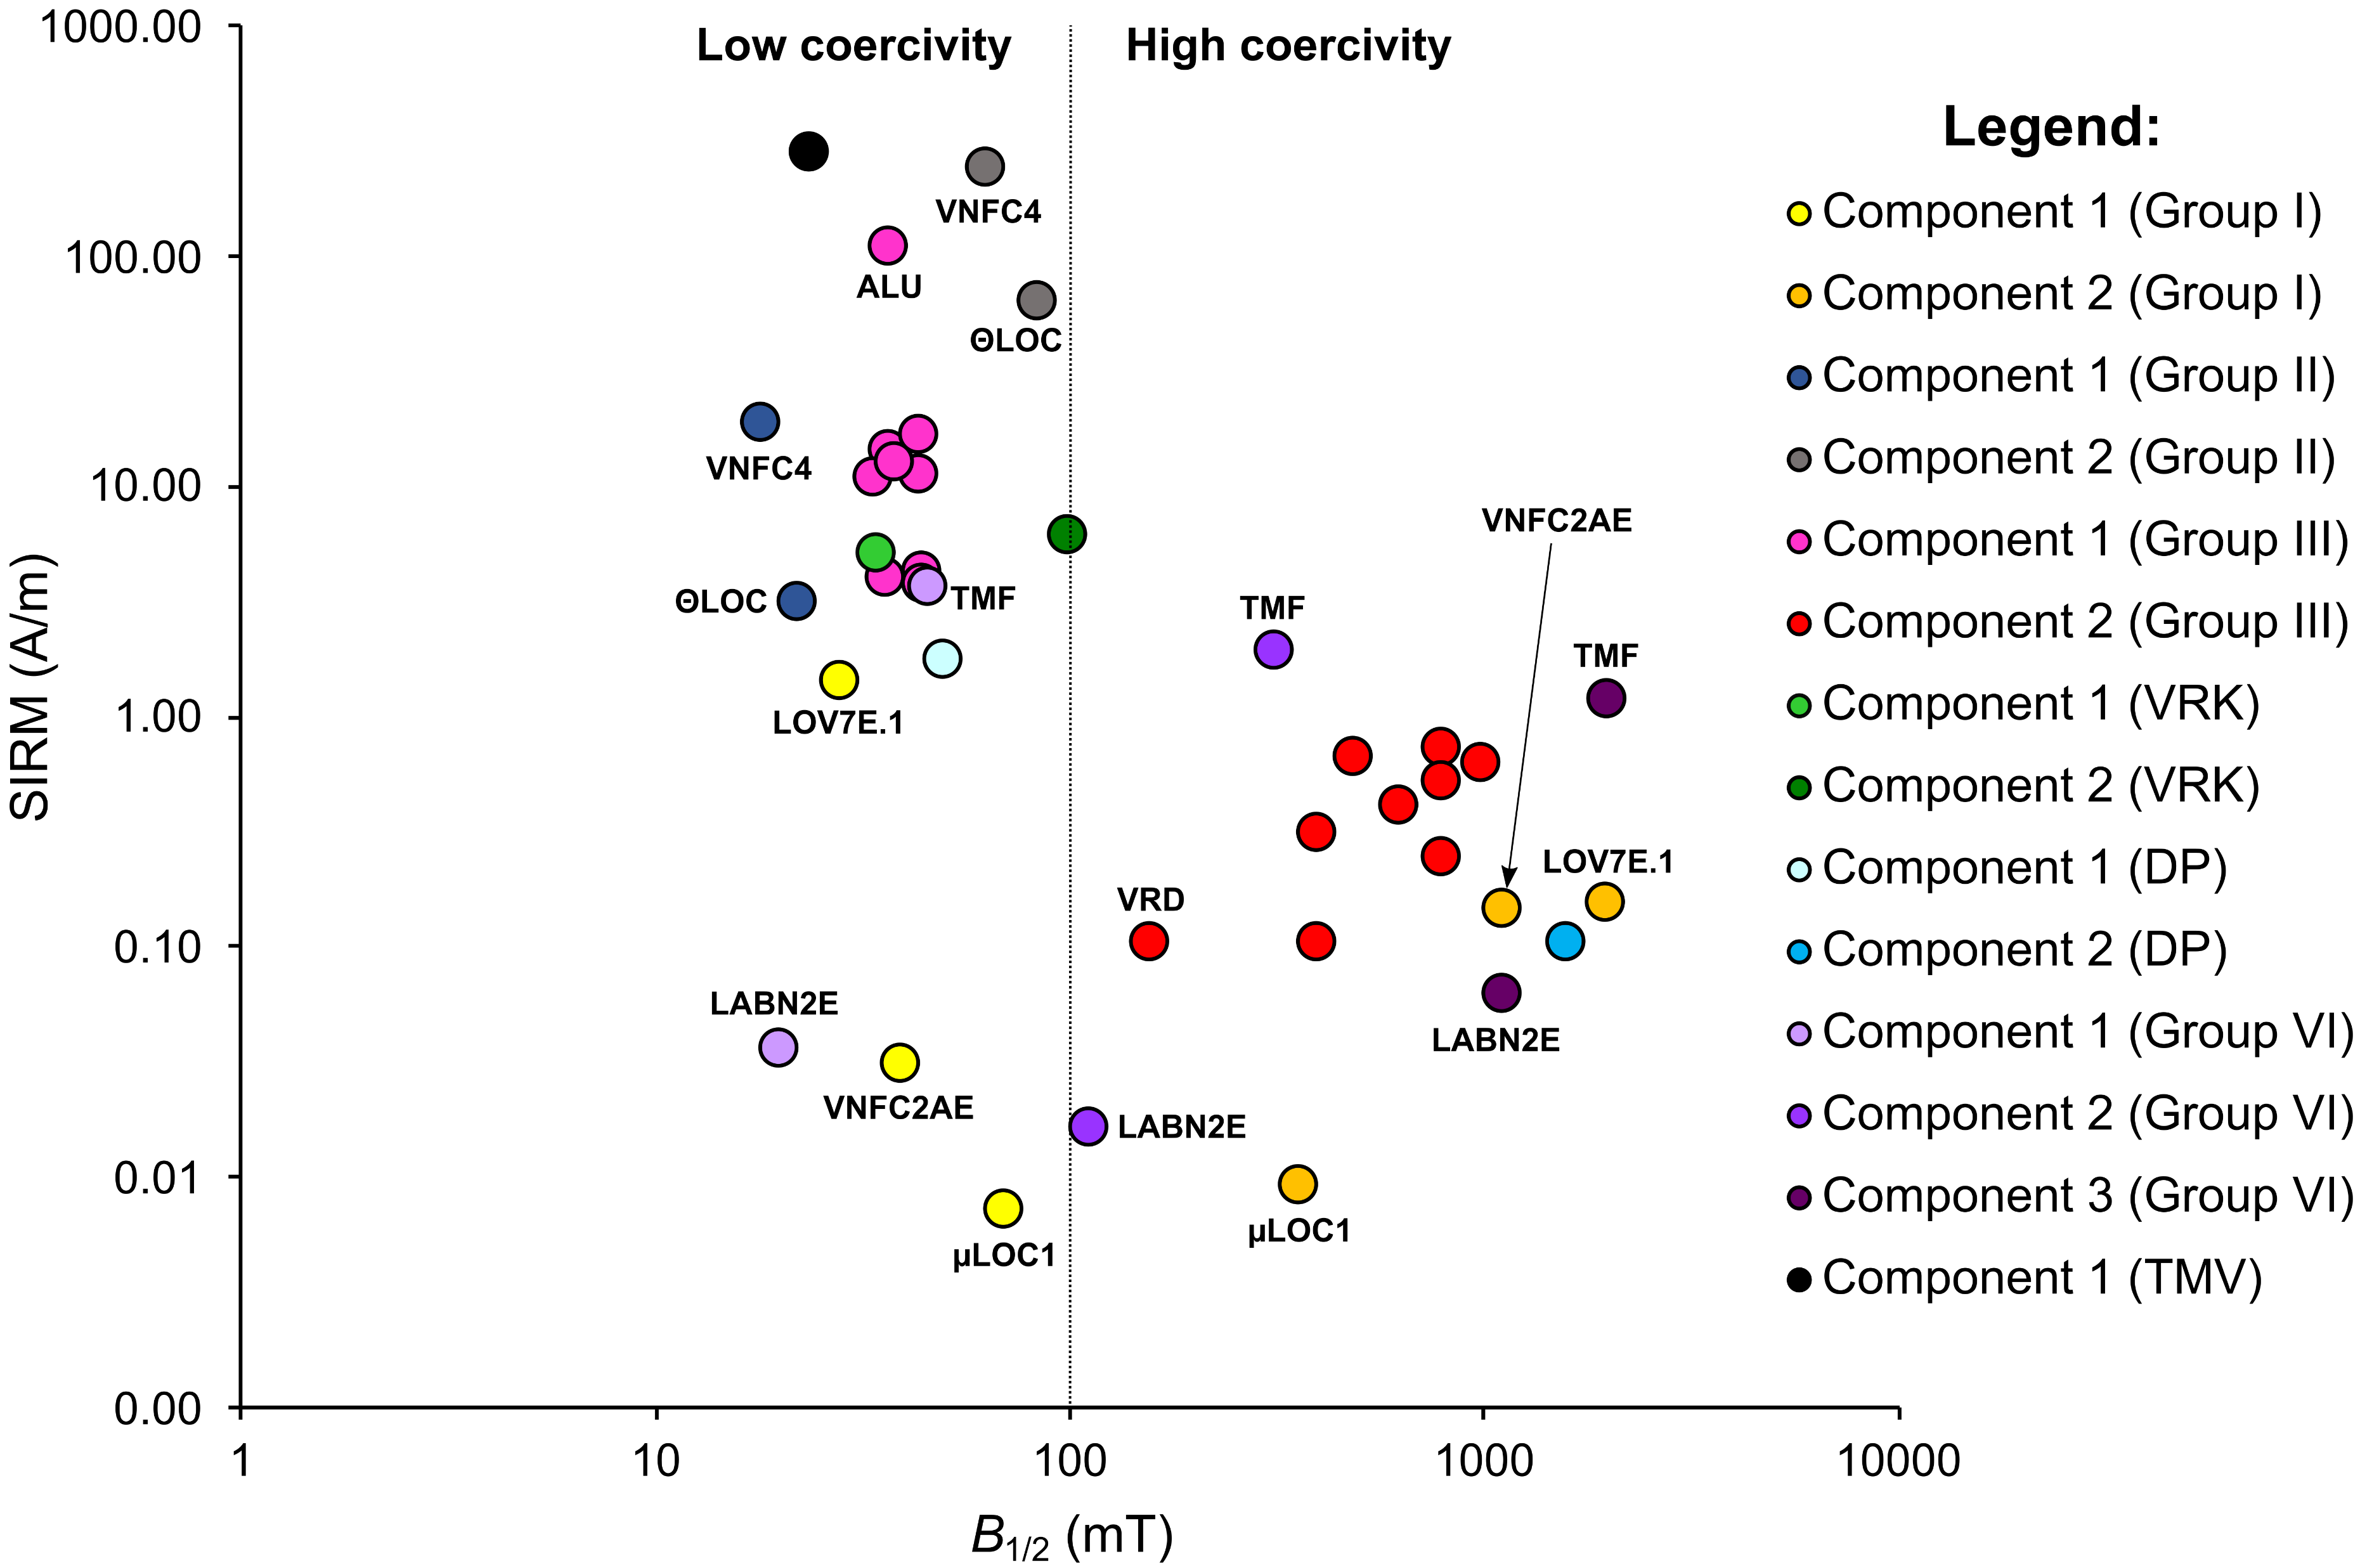 1000.00
100.00
10.00
1.00
0.10
0.01
0.00
SIRM (A/m)
Low coercivity
High coercivity
VNFC4
ALU
ΘLOC
VNFC4
VNFC2AE
ΘLOC
TMF
TMF
TMF
LOV7E.1
LOV7E.1
VRD
LABN2E
LABN2E
VNFC2AE
LABN2E
µLOC1
µLOC1
1
10
100
1000
10000
B1/2 (mT)
Legend:
Component 1 (Group I)
Component 2 (Group I)
Component 1 (Group II)
Component 2 (Group II)
Component 1 (Group III)
Component 2 (Group III)
Component 1 (VRK)
Component 2 (VRK)
Component 1 (DP)
Component 2 (DP)
Component 1 (Group VI)
Component 2 (Group VI)
Component 3 (Group VI)
Component 1 (TMV)